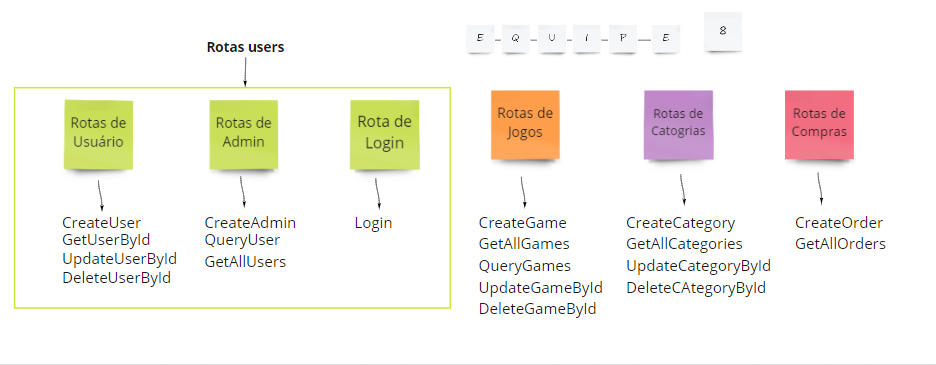 Rotas users
E Q U I P E 8
Rotas de
Usuário
CreateUser
GetUserById
UpdateUserById
DeleteUserById
Rotas de
Admin
CreateAdmin
QueryUser
GetAllUsers
Rota de
Login
Login
Rotas de
Jogos
CreateGame
GetAllGames
QueryGames
UpdateGameById
DeleteGameById
Rotas de
Catogrias
CreateCategory
GetAllCategories
UpdateCategoryById
DeleteCAtegoryById
Rotas de
Compras
CreateOrder
GetAllOrders